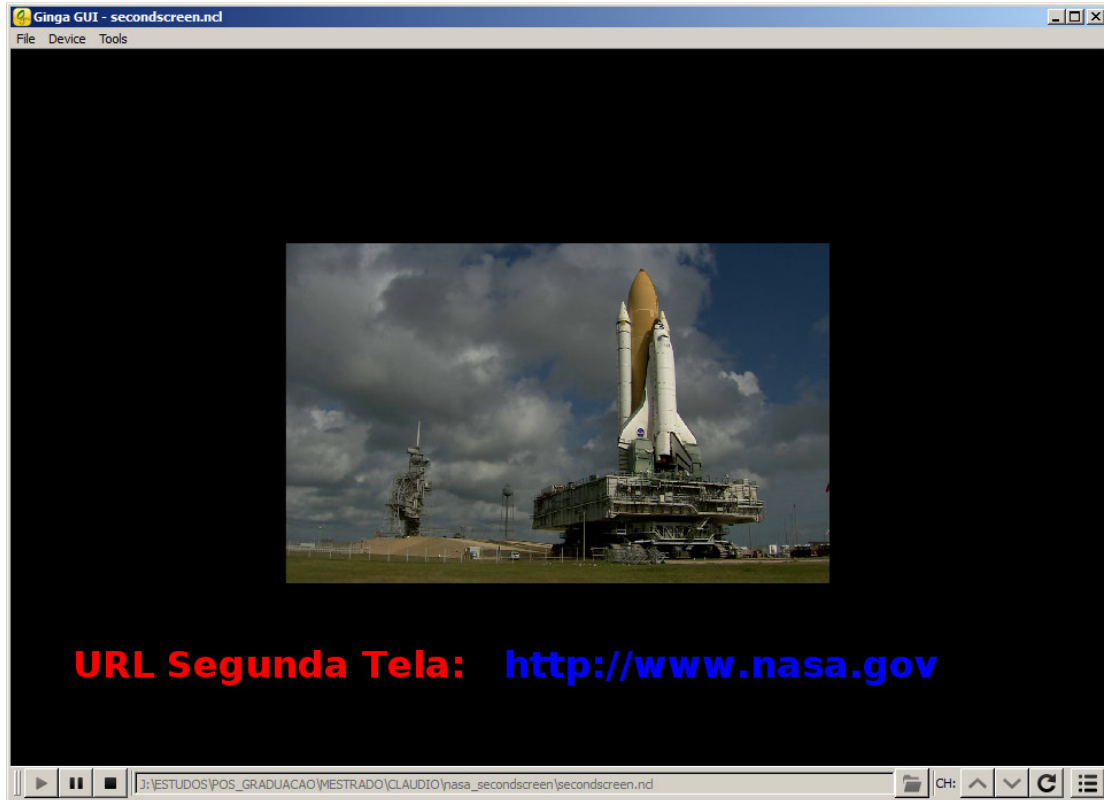 Ginga GUI - secondscreen.ncl
File Device Tools
URL Segunda Tela: http://www.nasa.gov
J:\ESTUDOS\POS_GRADUACAO\MESTRADO\CLAUDIO\nasa_secondscreen\secondscreen.ncl
CH: